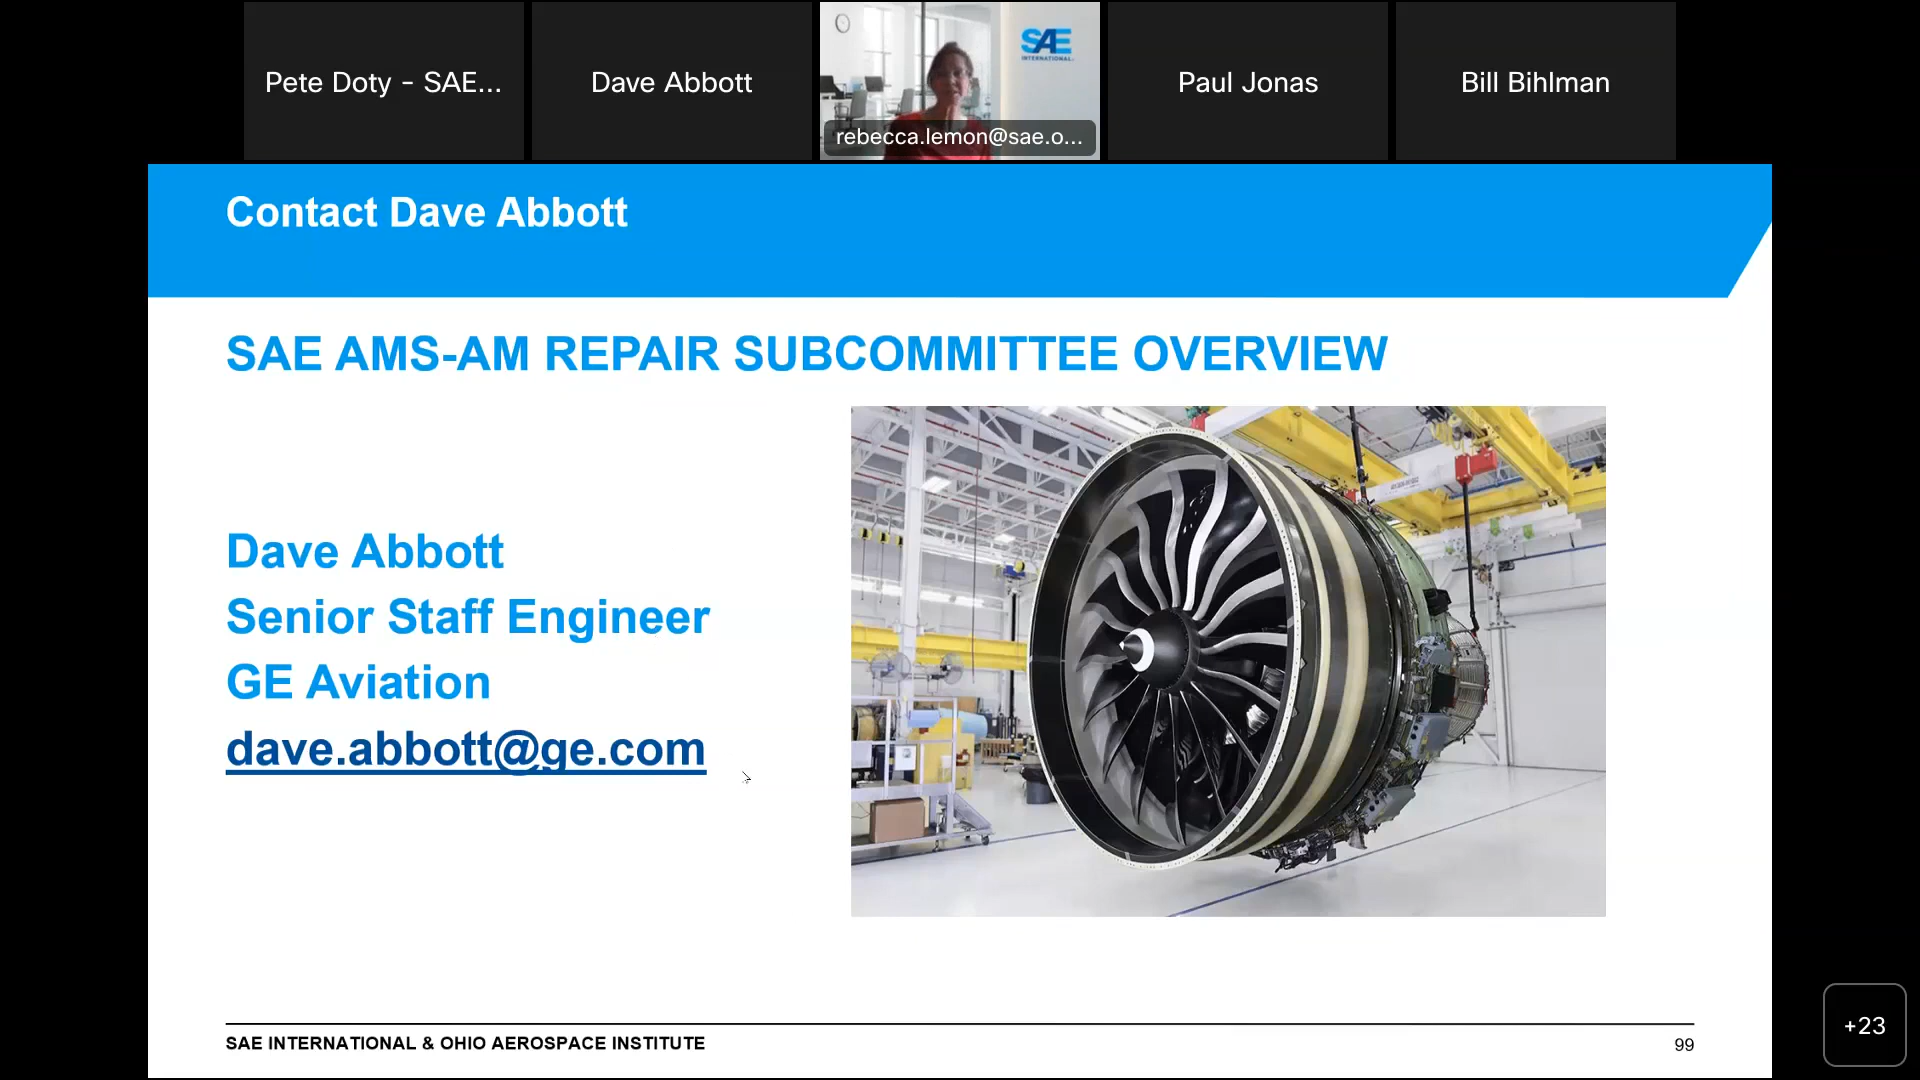 Pete Doty - SAE...
Dave Abbott
SAE
INTERNATIONAL
rebecca.lemon@sae.o...
Paul Jonas
Bill Bihlman
Contact Dave Abbott
SAE AMS-AM REPAIR SUBCOMMITTEE OVERVIEW
Dave Abbott
Senior Staff Engineer
GE Aviation
dave.abbott@ge.com
SAE INTERNATIONAL & OHIO AEROSPACE INSTITUTE
99
+23